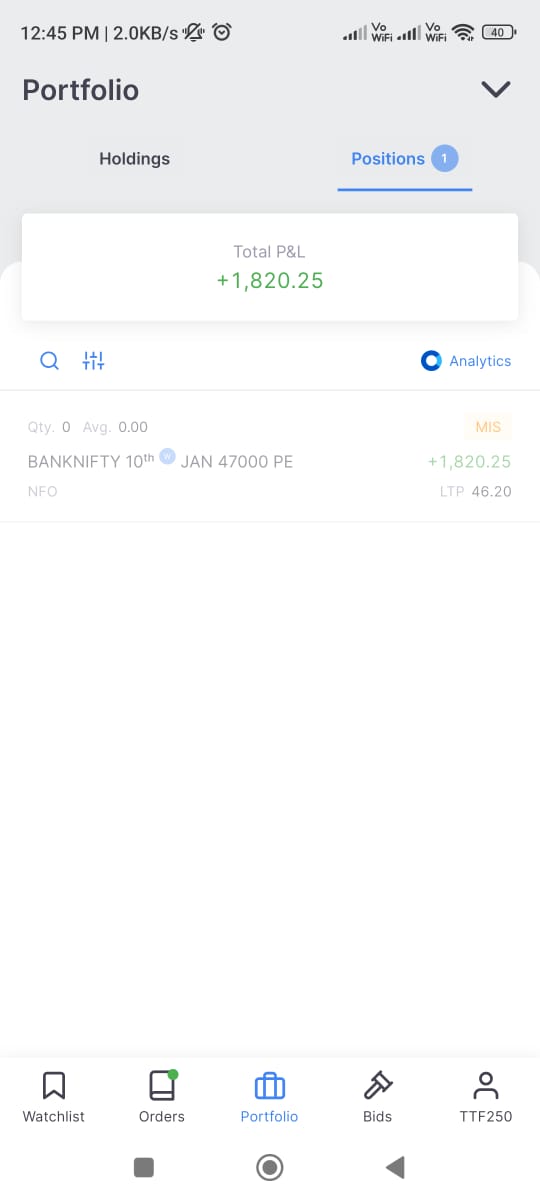 12:45 PM | 2.0KB/s Vo WiFi Vo WiFi 40
Portfolio
Holdings Positions 1
Total P&L
+1,820.25
Analytics
Qty. 0 Avg. 0.00 MIS
BANKNIFTY 10th W JAN 47000 PE +1,820.25
NFO LTP 46.20
Watchlist Orders Portfolio Bids TTF250